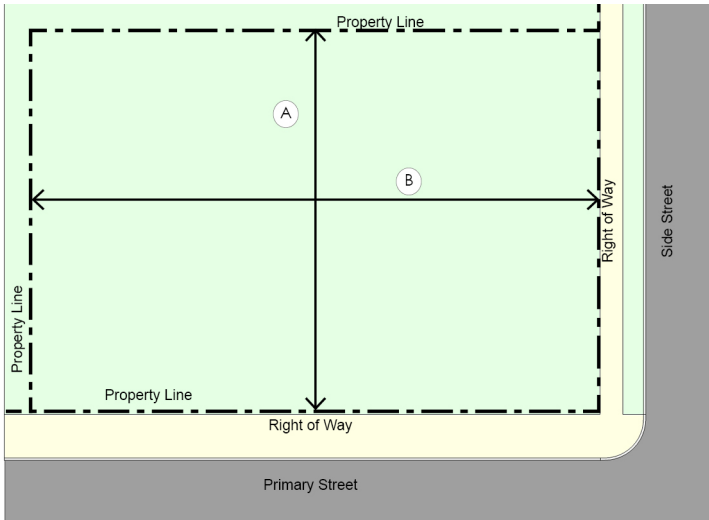 Property Line
A
B
Right of Way
Side Street
Property Line
Property Line
Right of Way
Primary Street